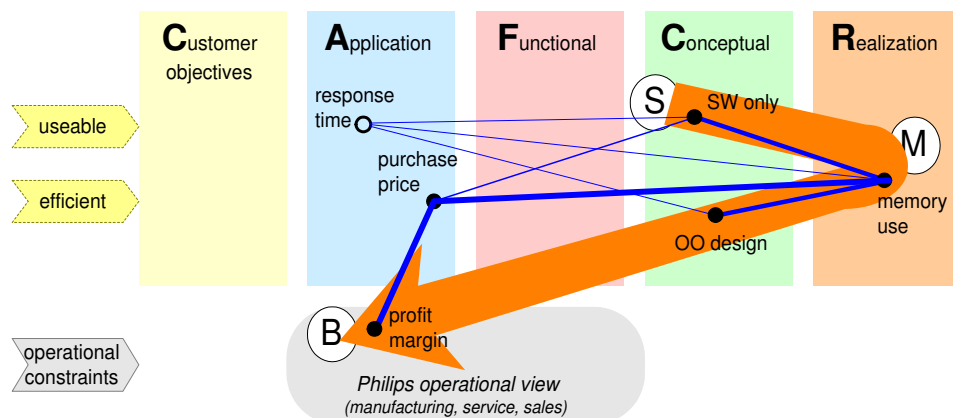 Customer
objectives
Application
Functional
Conceptual
Realization
response
time
S
SW only
useable
M
purchase
price
efficient
memory
use
OO design
B
profit
margin
operational
constraints
Philips operational view
(manufacturing, service, sales)